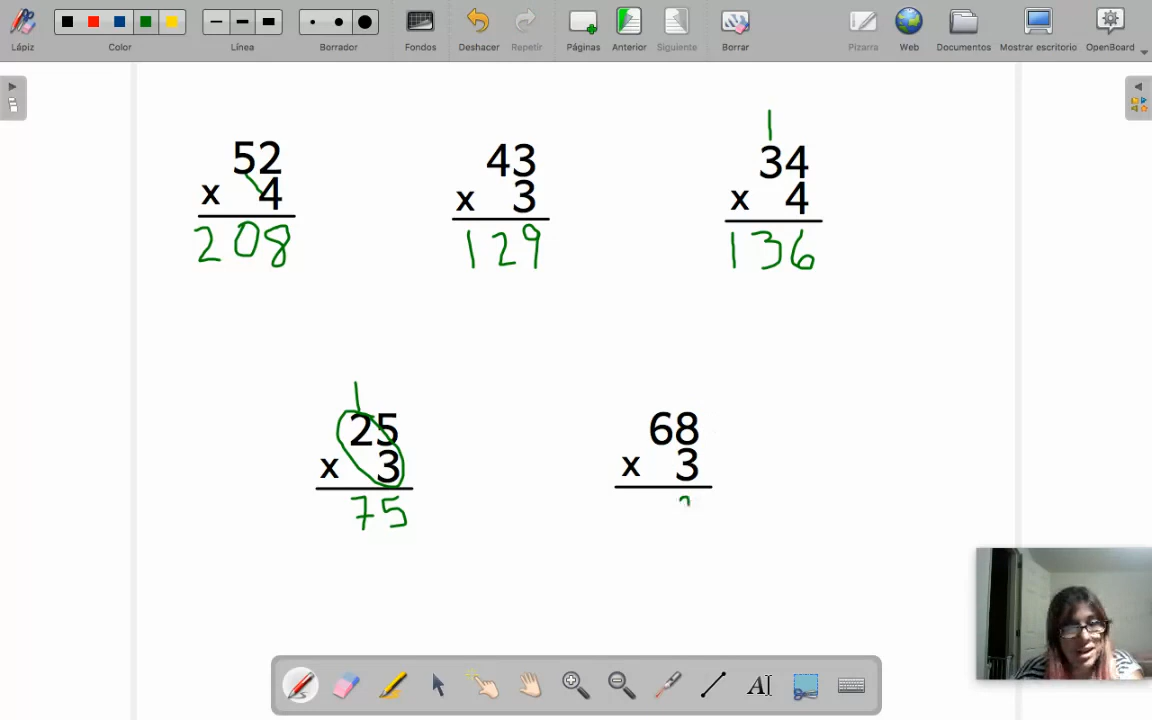 Lápiz Color Línea Borrador Fondos Deshacer Repetir Páginas Anterior Siguiente Borrar Pizarra Web Documentos Mostrar escritorio OpenBoard
1
52 43 34
x 4 x 3 x 4
208 129 136
1
25 68
x 3 x 3
75
AI